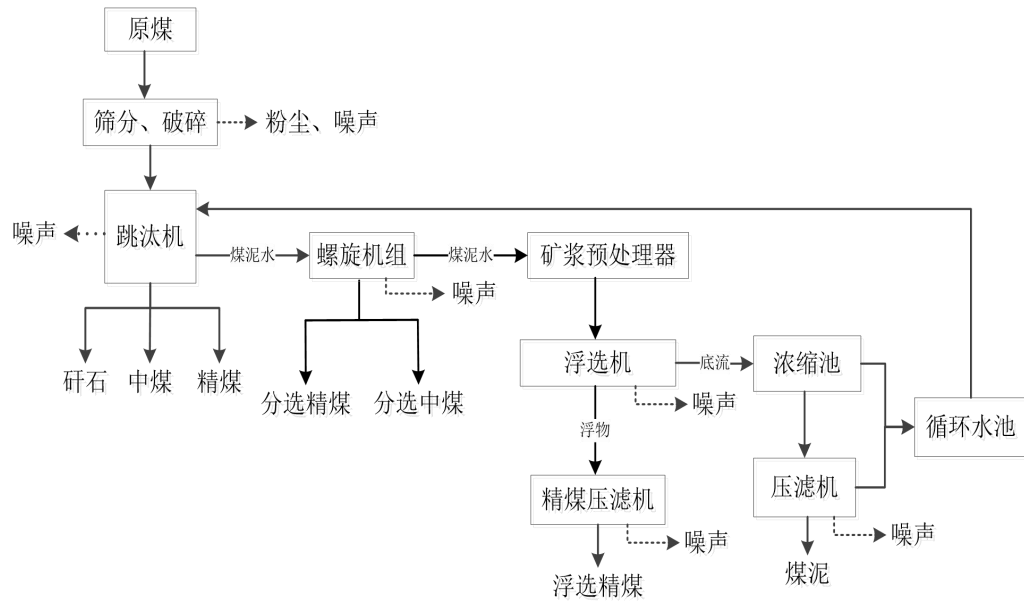 原煤
筛分、破碎
粉尘、噪声
噪声
跳汰机
煤泥水
螺旋机组
煤泥水
矿浆预处理器
噪声
矸石
中煤
精煤
分选精煤
分选中煤
浮选机
底流
浓缩池
噪声
循环水池
浮物
精煤压滤机
压滤机
噪声
噪声
浮选精煤
煤泥